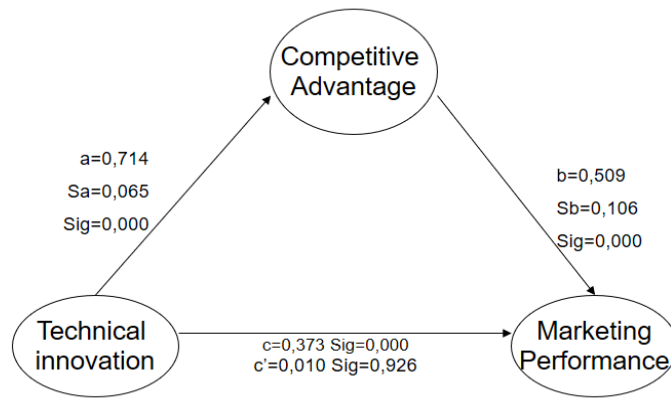 Competitive
Advantage
a=0,714
Sa=0,065
Sig=0,000
b=0,509
Sb=0,106
Sig=0,000
Technical
innovation
c=0,373 Sig=0,000
c'=0,010 Sig=0,926
Marketing
Performance